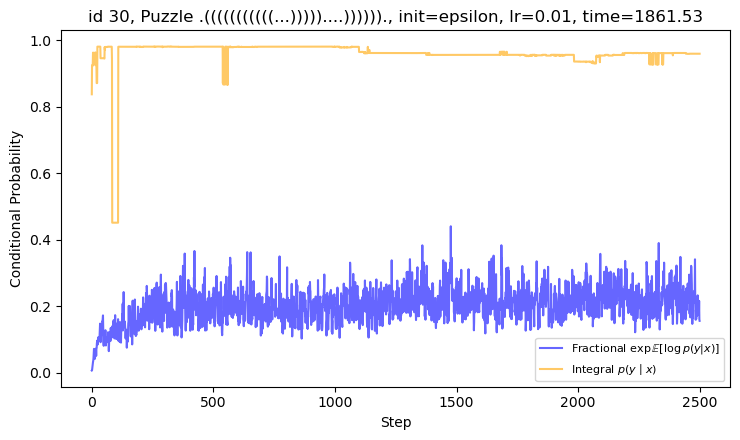 id 30, Puzzle .(((((((((((...)))))....))))))., init=epsilon, lr=0.01, time=1861.53
1.0
0.8
0.6
0.4
0.2
0.0
Conditional Probability
Fractional exp𝔼[log p(y|x)]
Integral p(y | x)
0 500 1000 1500 2000 2500
Step